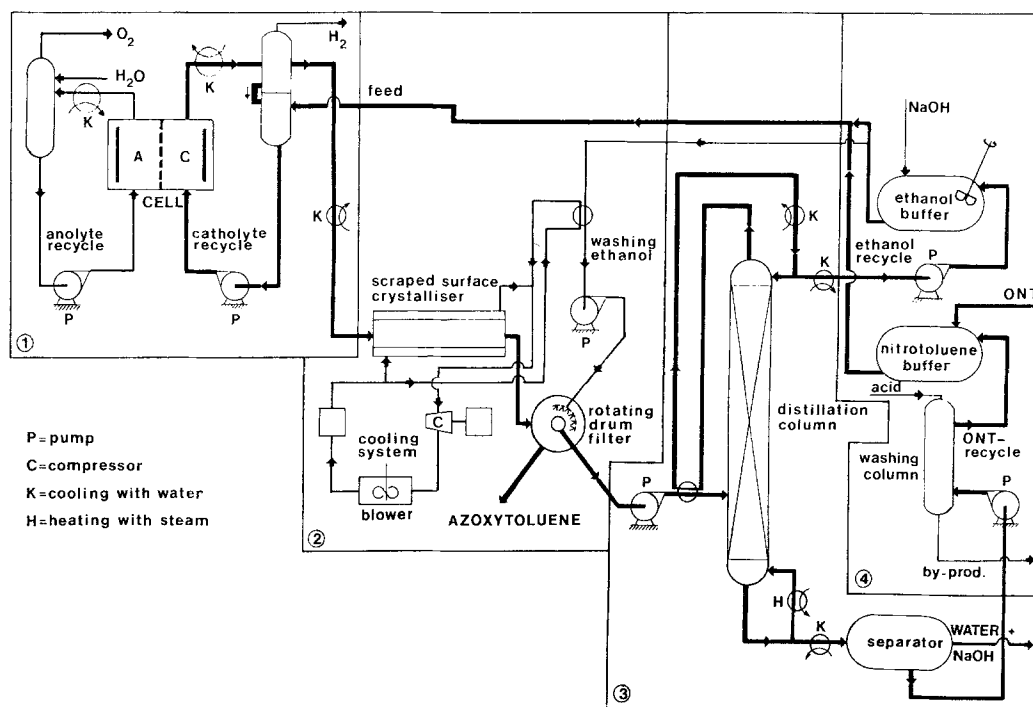 O2
H2O
K
A
C
CELL
anolyte
recycle
catholyte
recycle
P
P
1
K
H2
feed
K
scraped surface
crystalliser
washing
ethanol
P
C
cooling
system
blower
rotating
drum
filter
AZOXYTOLUENE
2
P=pump
C=compressor
K=cooling with water
H=heating with steam
P
K
K
ethanol
recycle
P
distillation
column
H
K
3
NaOH
ethanol
buffer
ONT
nitrotoluene
buffer
acid
washing
column
ONT-
recycle
P
by-prod.
4
separator
WATER +
NaOH